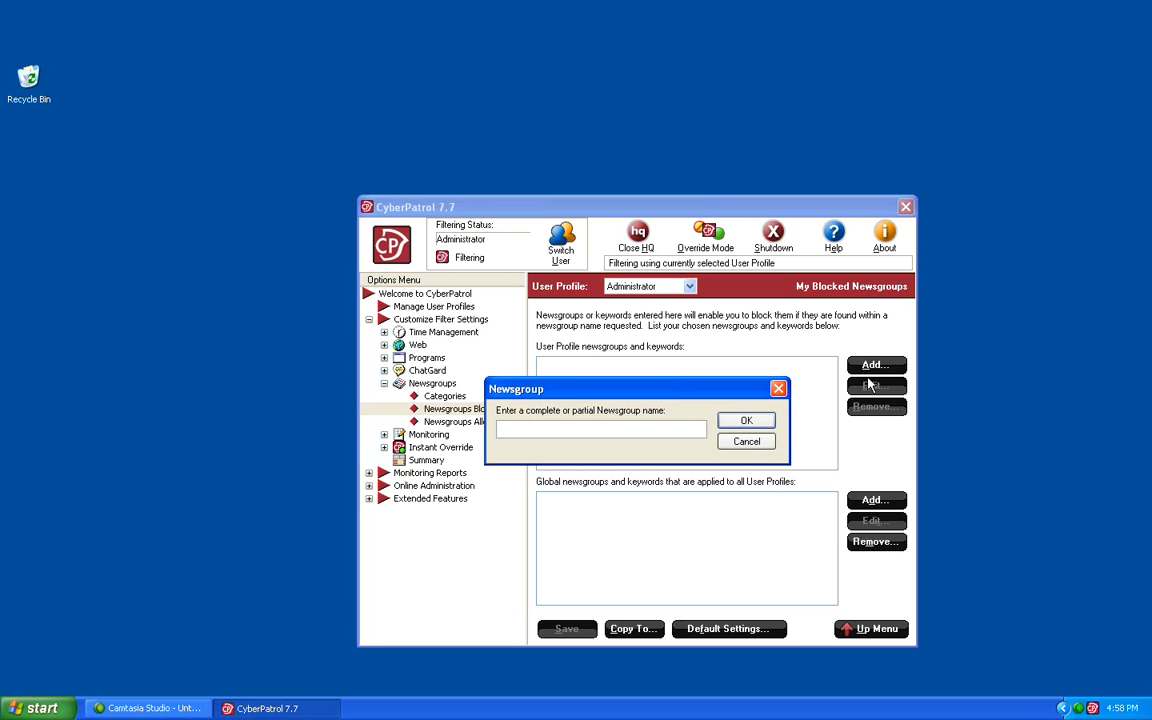 Recycle Bin
CyberPatrol 7.7
Filtering Status:
Administrator
Filtering
Switch
User
hq
Close HQ
Override Mode
X
Shutdown
?
Help
i
About
Filtering using currently selected User Profile
CP
Options Menu
Welcome to CyberPatrol
Manage User Profiles
Customize Filter Settings
Time Management
Web
Programs
ChatGard
Newsgroups
Categories
Newsgroups Blo
Newsgroups All
Monitoring
Instant Override
Summary
Monitoring Reports
Online Administration
Extended Features
User Profile:
Administrator
My Blocked Newsgroups
Newsgroups or keywords entered here will enable you to block them if they are found within a
newsgroup name requested. List your chosen newsgroups and keywords below:
User Profile newsgroups and keywords:
Add...
Edit...
Remove...
Newsgroup
Enter a complete or partial Newsgroup name:
OK
Cancel
Global newsgroups and keywords that are applied to all User Profiles:
Add...
Edit...
Remove...
Save
Copy To...
Default Settings...
Up Menu
start
Camtasia Studio - Unt...
CyberPatrol 7.7
4:58 PM